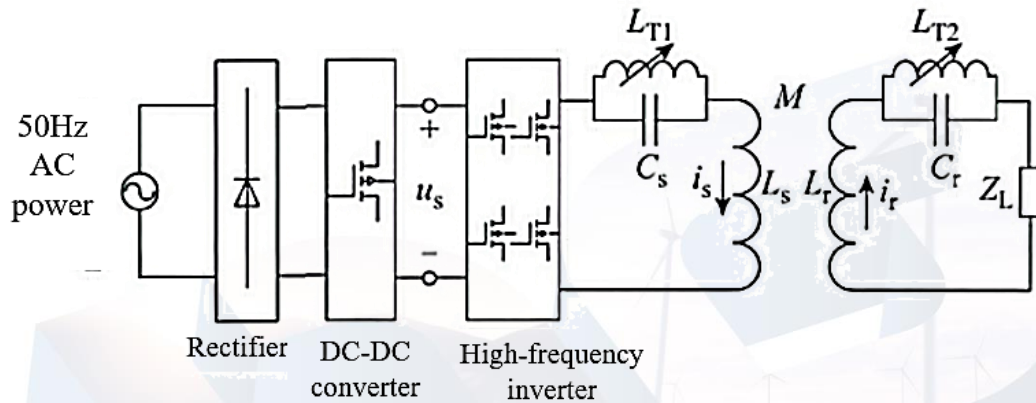 L_T1
L_T2
50Hz
AC
power
+
u_s
−
C_s
i_s
L_s
M
L_r
i_r
C_r
Z_L
Rectifier
DC-DC
converter
High-frequency
inverter